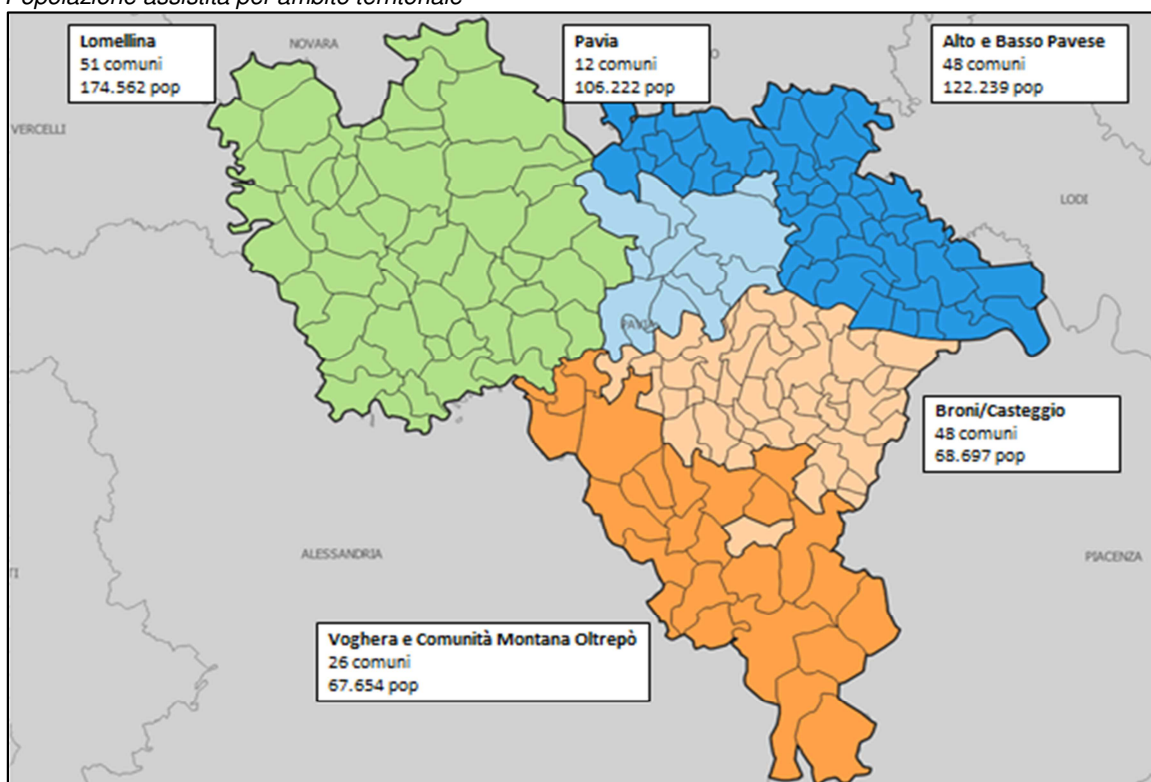 Popolazione assistita per ambito territoriale
Lomellina
51 comuni
174.562 pop
NOVARA
Pavia
12 comuni
106.222 pop
Alto e Basso Pavese
48 comuni
122.239 pop
VERCELLI
LODI
PAVIA
Broni/Casteggio
48 comuni
68.697 pop
ALESSANDRIA
PIACENZA
TI
Voghera e Comunità Montana Oltrepò
26 comuni
67.654 pop